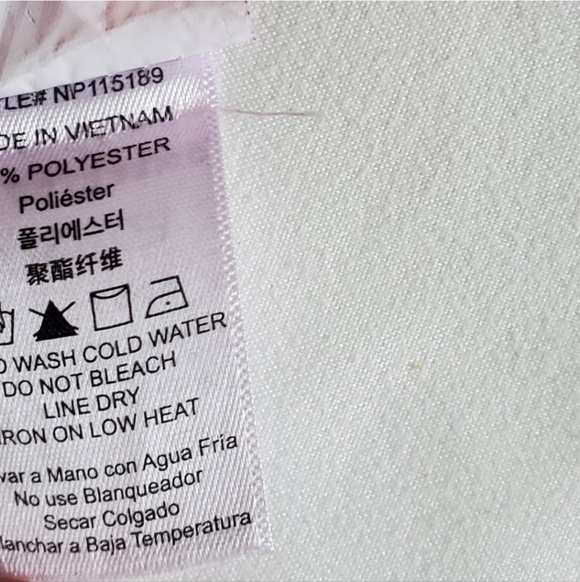 LE# NP115189
DE IN VIETNAM
% POLYESTER
Poliéster
폴리에스터
聚酯纤维
WASH COLD WATER
DO NOT BLEACH
LINE DRY
IRON ON LOW HEAT
var a Mano con Agua Fría
No use Blanqueador
Secar Colgado
lanchar a Baja Temperatura